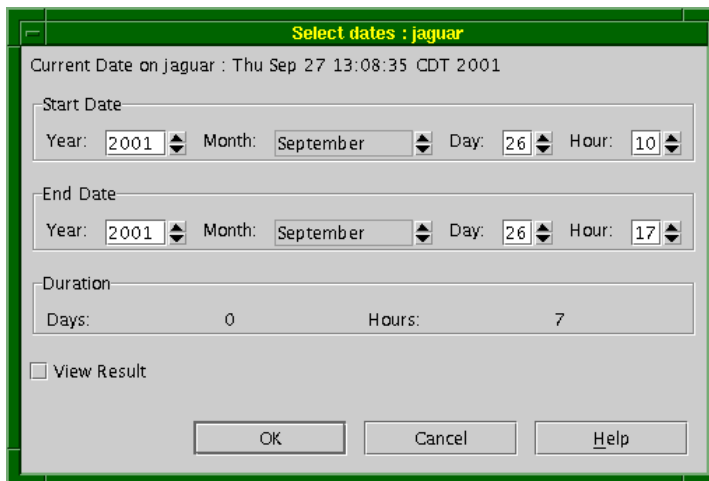 Select dates : jaguar
Current Date on jaguar : Thu Sep 27 13:08:35 CDT 2001
Start Date
Year: 2001 Month: September Day: 26 Hour: 10
End Date
Year: 2001 Month: September Day: 26 Hour: 17
Duration
Days: 0 Hours: 7
View Result
OK Cancel Help